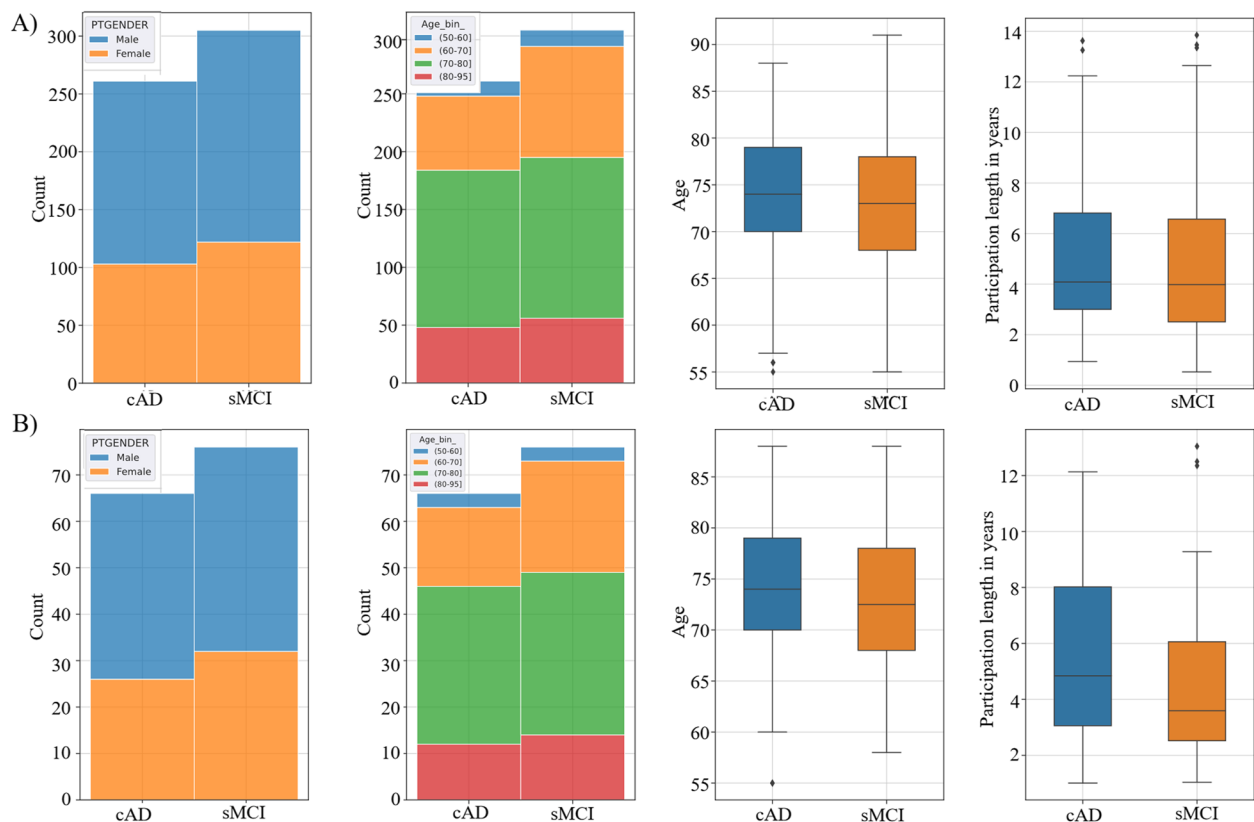 A)
PTGENDER
Male
Female
Count
300
250
200
150
100
50
0
cAD
sMCI
Age_bin_
(50-60]
(60-70]
(70-80]
(80-95]
Count
300
250
200
150
100
50
0
cAD
sMCI
Age
90
85
80
75
70
65
60
55
cAD
sMCI
Participation length in years
14
12
10
8
6
4
2
0
cAD
sMCI
B)
PTGENDER
Male
Female
Count
70
60
50
40
30
20
10
0
cAD
sMCI
Age_bin_
(50-60]
(60-70]
(70-80]
(80-95]
Count
70
60
50
40
30
20
10
0
cAD
sMCI
Age
85
80
75
70
65
60
55
cAD
sMCI
Participation length in years
12
10
8
6
4
2
cAD
sMCI